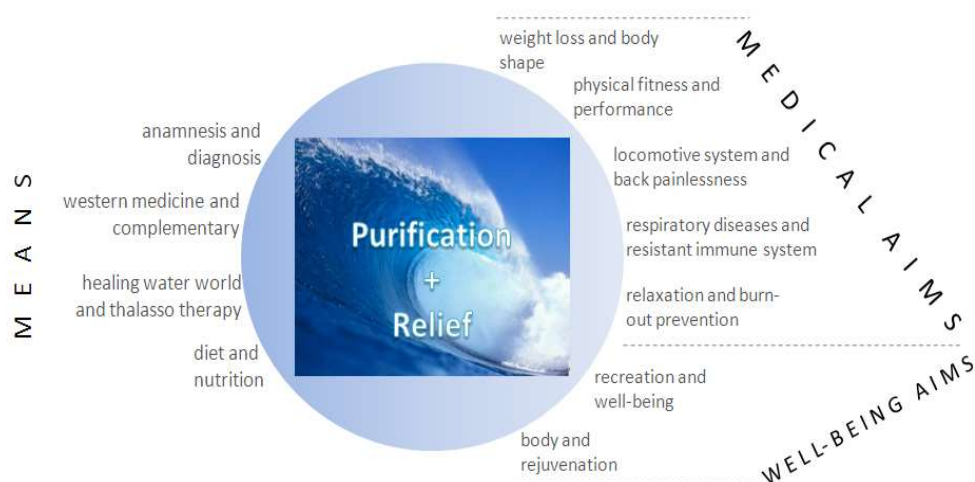 MEANS
anamnesis and
diagnosis
western medicine and
complementary
healing water world
and thalasso therapy
diet and
nutrition
Purification
+
Relief
weight loss and body
shape
physical fitness and
performance
locomotive system and
back painlessness
respiratory diseases and
resistant immune system
relaxation and burn-
out prevention
MEDICAL AIMS
recreation and
well-being
body and
rejuvenation
WELL-BEING AIMS